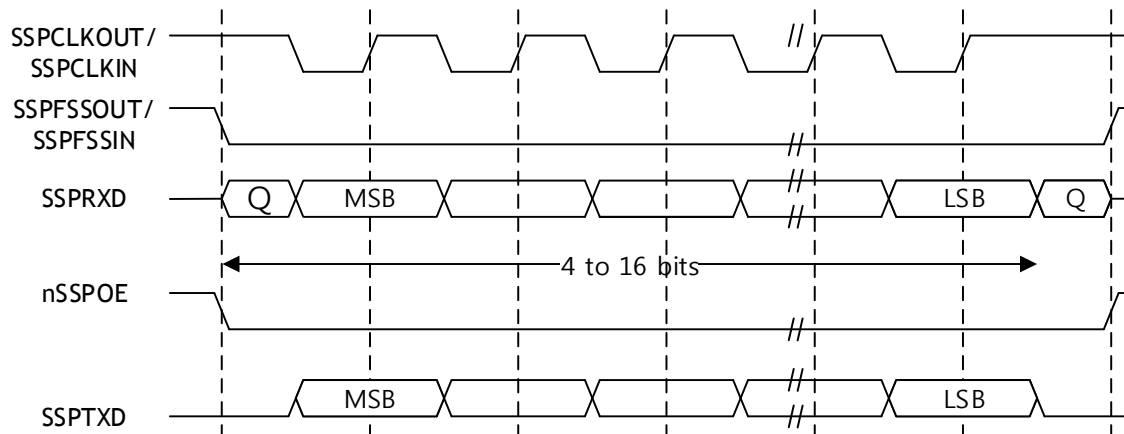 SSPCLKOUT/
SSPCLKIN
SSPFSSOUT/
SSPFSSIN
SSPRXD
Q
MSB
LSB
Q
4 to 16 bits
nSSPOE
SSPTXD
MSB
LSB